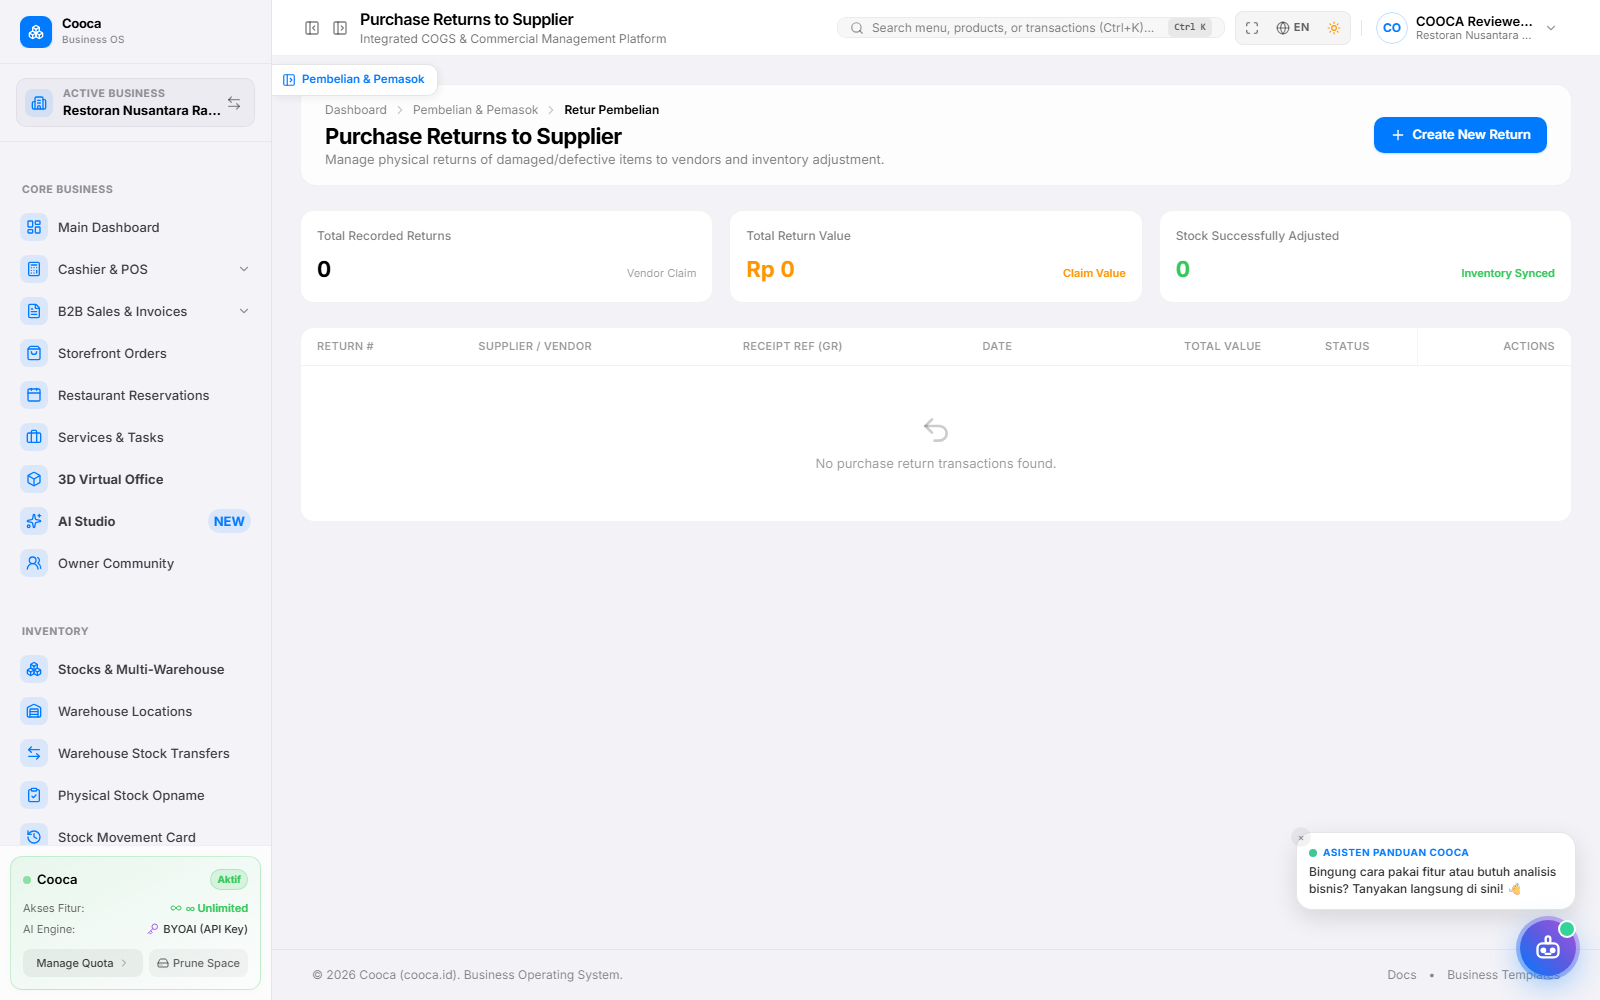 Cooca
Business OS
ACTIVE BUSINESS
Restoran Nusantara Ra...
CORE BUSINESS
Main Dashboard
Cashier & POS
B2B Sales & Invoices
Storefront Orders
Restaurant Reservations
Services & Tasks
3D Virtual Office
AI Studio NEW
Owner Community
INVENTORY
Stocks & Multi-Warehouse
Warehouse Locations
Warehouse Stock Transfers
Physical Stock Opname
Stock Movement Card
Cooca Aktif
Akses Fitur: ∞ Unlimited
AI Engine: BYOAI (API Key)
Manage Quota
Prune Space
Purchase Returns to Supplier
Integrated COGS & Commercial Management Platform
Search menu, products, or transactions (Ctrl+K)... Ctrl K
EN
CO
COOCA Reviewe...
Restoran Nusantara ...
Pembelian & Pemasok
Dashboard > Pembelian & Pemasok > Retur Pembelian
Purchase Returns to Supplier
Manage physical returns of damaged/defective items to vendors and inventory adjustment.
+ Create New Return
Total Recorded Returns
0 Vendor Claim
Total Return Value
Rp 0 Claim Value
Stock Successfully Adjusted
0 Inventory Synced
RETURN # SUPPLIER / VENDOR RECEIPT REF (GR) DATE TOTAL VALUE STATUS ACTIONS
No purchase return transactions found.
ASISTEN PANDUAN COOCA
Bingung cara pakai fitur atau butuh analisis
bisnis? Tanyakan langsung di sini! 👋
© 2026 Cooca (cooca.id). Business Operating System.
Docs • Business